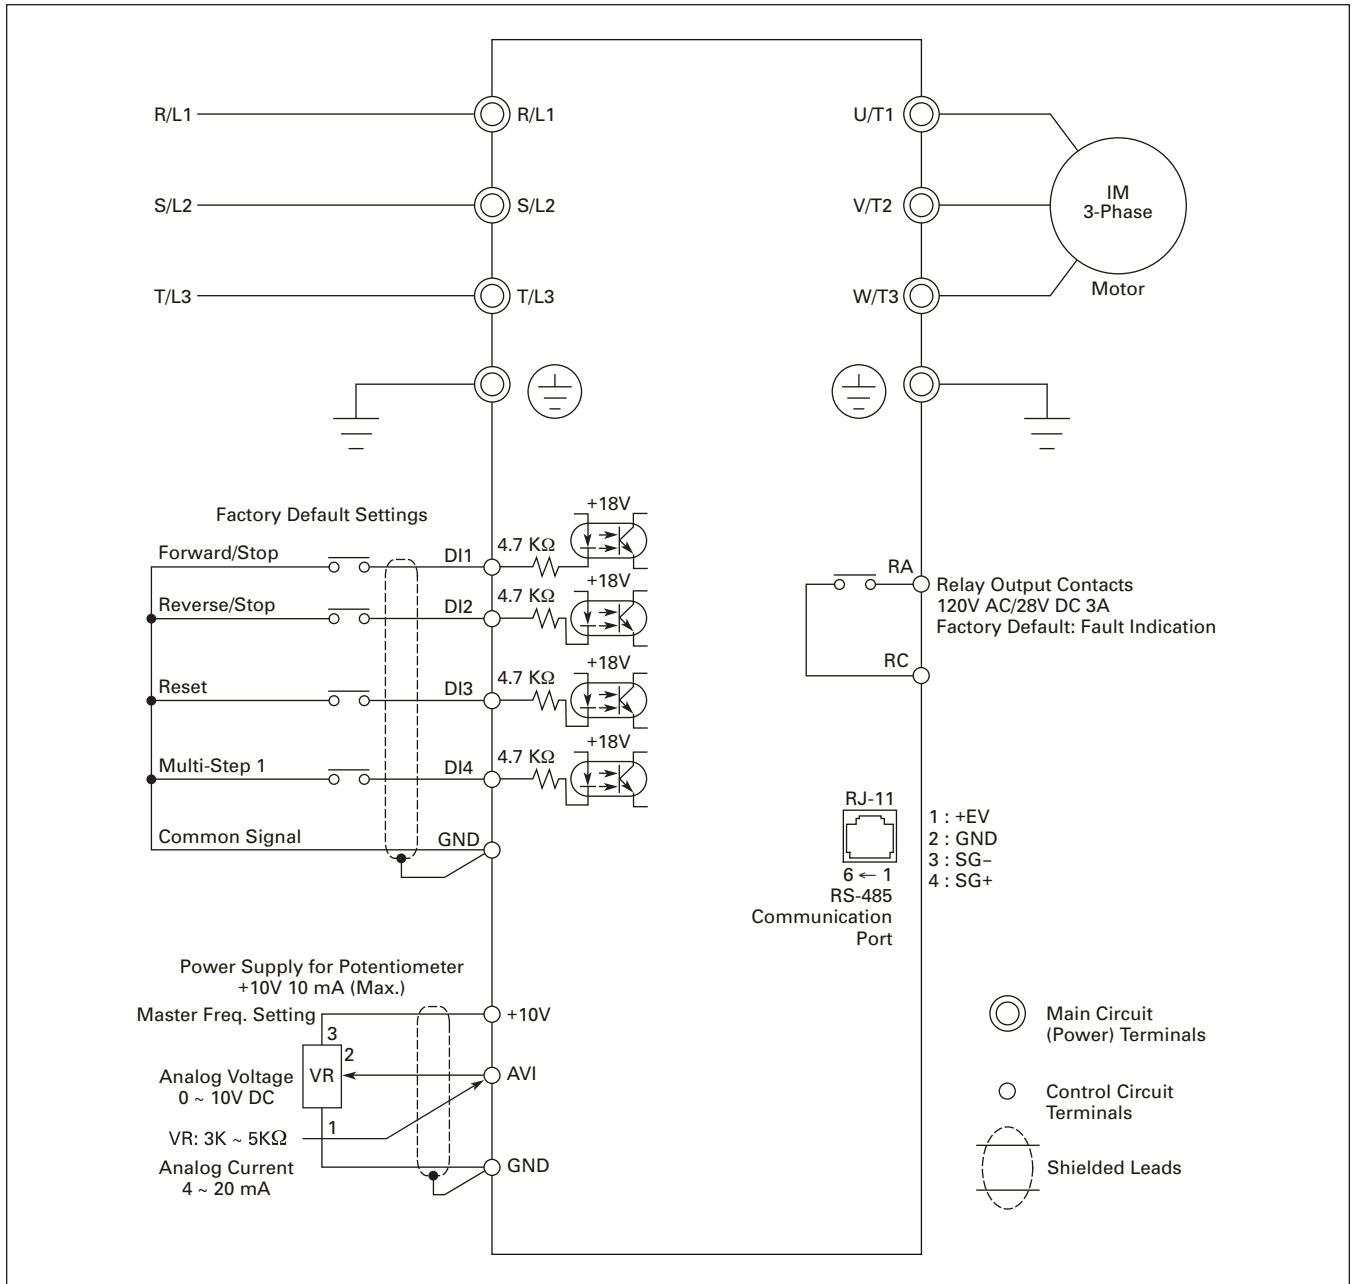 R/L1
R/L1
U/T1
IM
3-Phase
S/L2
S/L2
V/T2
T/L3
T/L3
W/T3
Motor
Factory Default Settings
+18V
Forward/Stop
DI1
4.7 KΩ
+18V
Reverse/Stop
DI2
4.7 KΩ
+18V
Reset
DI3
4.7 KΩ
+18V
Multi-Step 1
DI4
4.7 KΩ
Common Signal
GND
RA
Relay Output Contacts
120V AC/28V DC 3A
Factory Default: Fault Indication
RC
RJ-11
6 ← 1
RS-485
Communication
Port
1 : +EV
2 : GND
3 : SG–
4 : SG+
Power Supply for Potentiometer
+10V 10 mA (Max.)
Master Freq. Setting
+10V
3
2
VR
Analog Voltage
0 ~ 10V DC
AVI
VR: 3K ~ 5KΩ
1
Analog Current
4 ~ 20 mA
GND
Main Circuit
(Power) Terminals
Control Circuit
Terminals
Shielded Leads